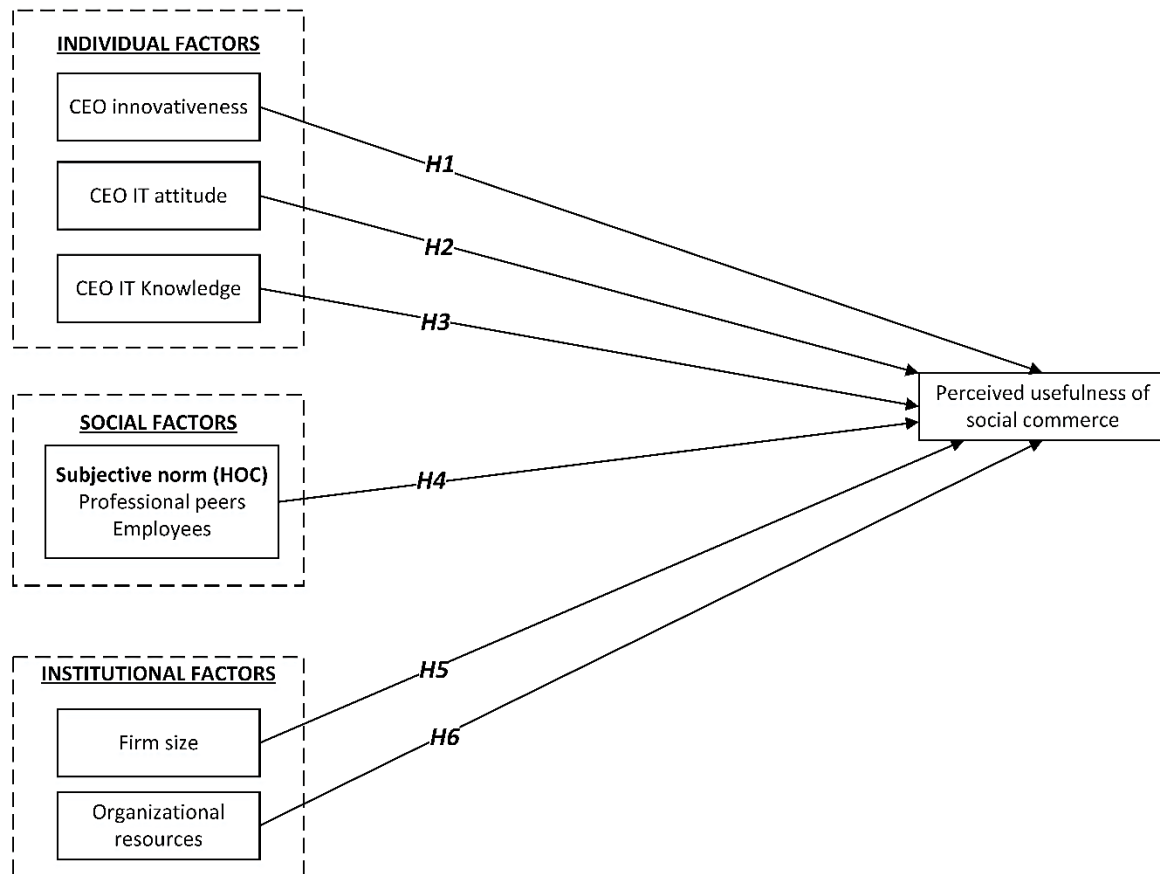 INDIVIDUAL FACTORS
CEO innovativeness
CEO IT attitude
CEO IT Knowledge
H1
H2
H3
SOCIAL FACTORS
Subjective norm (HOC)
Professional peers
Employees
H4
Perceived usefulness of
social commerce
INSTITUTIONAL FACTORS
Firm size
Organizational
resources
H5
H6